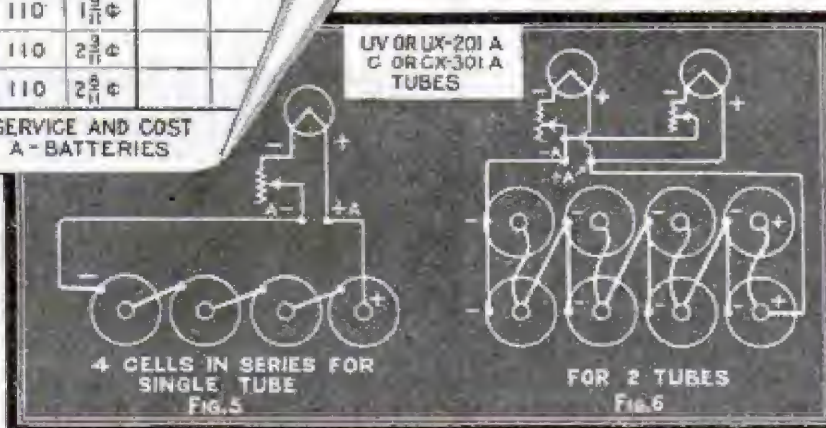 110
110 2 3/11 ¢
110 2 3/11 ¢
SERVICE AND COST
A-BATTERIES
UV OR UX-201 A
C OR CX-301 A
TUBES
- +
A- +A
- +
4 CELLS IN SERIES FOR
SINGLE TUBE
FIG. 5
- + - +
-A
+A
- - - - +
- - - - +
FOR 2 TUBES
FIG. 6